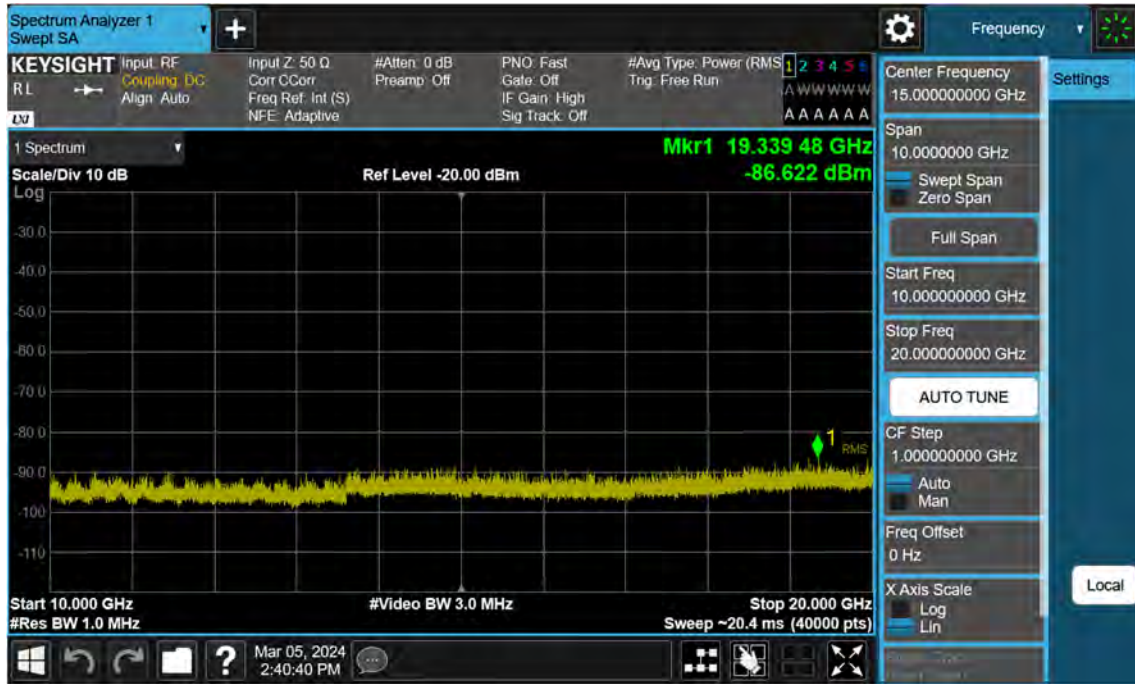 Spectrum Analyzer 1
Swept SA
Frequency
KEYSIGHT
R L
LXI
Input: RF
Coupling: DC
Align: Auto
Input Z: 50 Ω
Corr CCorr
Freq Ref: Int (S)
NFE: Adaptive
#Atten: 0 dB
Preamp: Off
PNO: Fast
Gate: Off
IF Gain: High
Sig Track: Off
#Avg Type: Power (RMS
Trig: Free Run
1 2 3 4 5 6
A W W W W W
A A A A A A
1 Spectrum
Scale/Div 10 dB
Log
Ref Level -20.00 dBm
Mkr1 19.339 48 GHz
-86.622 dBm
-30.0
-40.0
-50.0
-60.0
-70.0
-80.0
-90.0
-100
-110
1
RMS
Start 10.000 GHz
#Res BW 1.0 MHz
#Video BW 3.0 MHz
Stop 20.000 GHz
Sweep ~20.4 ms (40000 pts)
Mar 05, 2024
2:40:40 PM
Center Frequency
15.000000000 GHz
Span
10.0000000 GHz
Swept Span
Zero Span
Full Span
Start Freq
10.000000000 GHz
Stop Freq
20.000000000 GHz
AUTO TUNE
CF Step
1.000000000 GHz
Auto
Man
Freq Offset
0 Hz
X Axis Scale
Log
Lin
Settings
Local